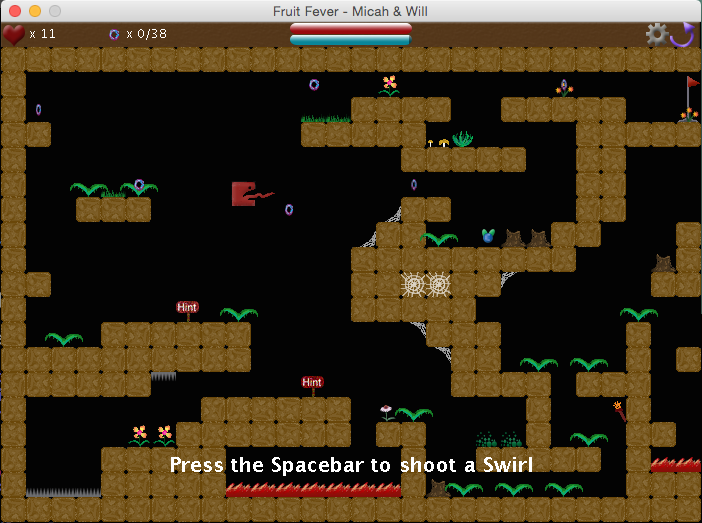 Fruit Fever - Micah & Will
x 11
x 0/38
Hint
Hint
Press the Spacebar to shoot a Swirl